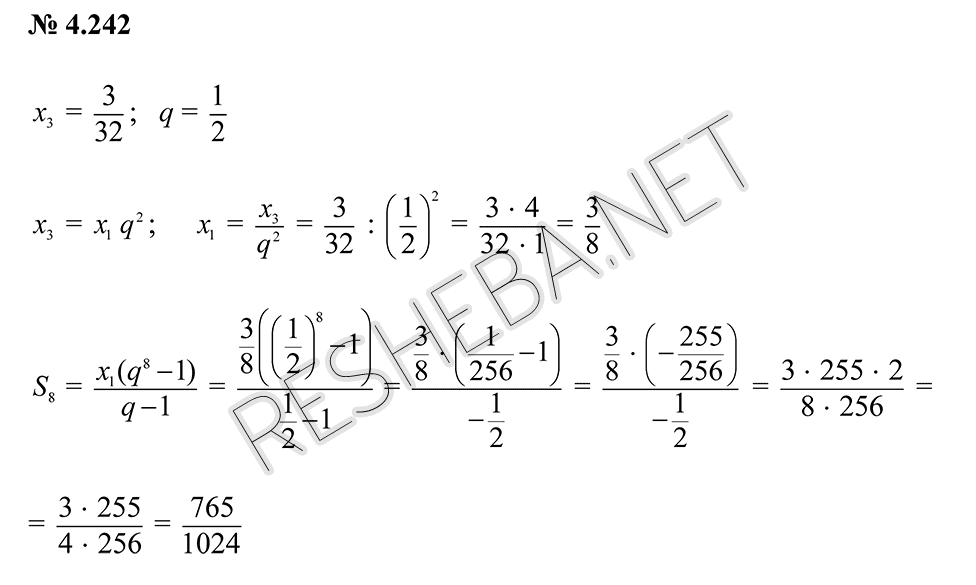 № 4.242
x₃ = 3/32 ; q = 1/2
x₃ = x₁ q² ; x₁ = x₃/q² = 3/32 : (1/2)² = (3 · 4)/(32 · 1) = 3/8
S₈ = x₁(q⁸ −1)/(q −1) = (3/8((1/2)⁸ −1))/(1/2 −1) = (3/8 · (1/256 −1))/(− 1/2) = (3/8 · (− 255/256))/(− 1/2) = (3 · 255 · 2)/(8 · 256) =
= (3 · 255)/(4 · 256) = 765/1024
RESHEBA.NET